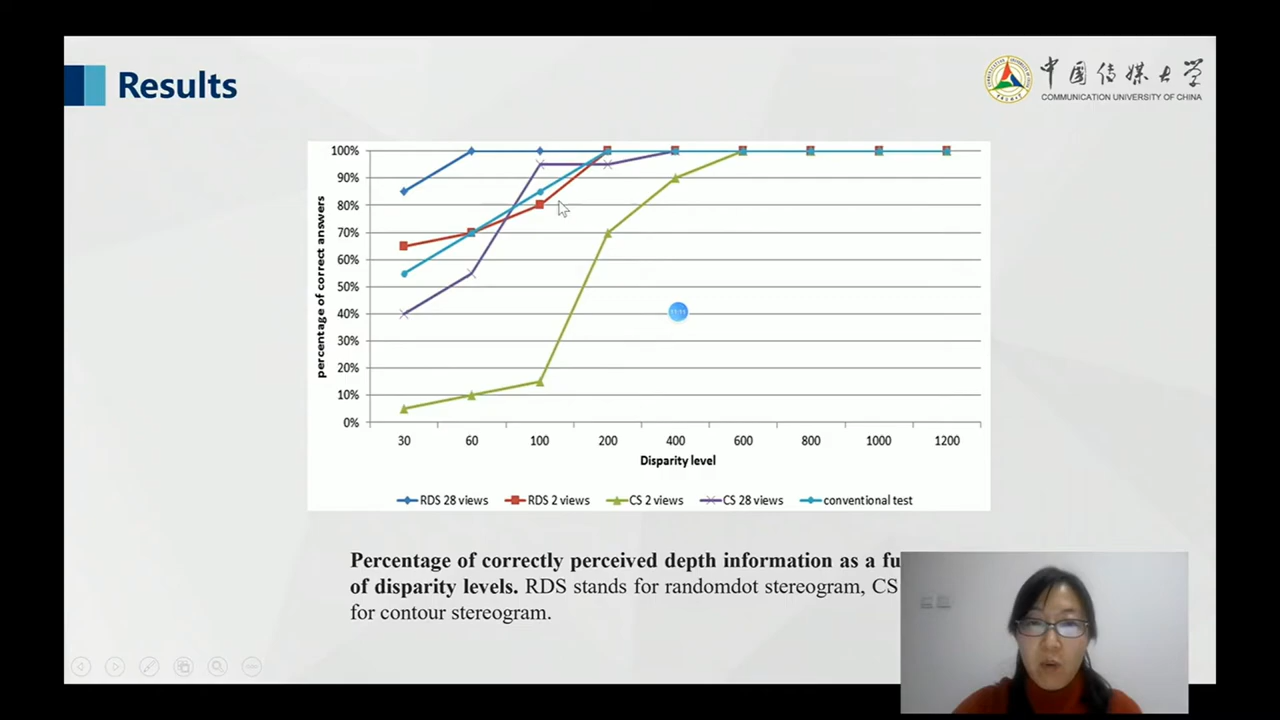 Results
中国传媒大学
COMMUNICATION UNIVERSITY OF CHINA
100%
90%
80%
70%
60%
50%
40%
30%
20%
10%
0%
percentage of correct answers
30 60 100 200 400 600 800 1000 1200
Disparity level
RDS 28 views RDS 2 views CS 2 views CS 28 views conventional test
Percentage of correctly perceived depth information as a fu
of disparity levels. RDS stands for randomdot stereogram, CS
for contour stereogram.